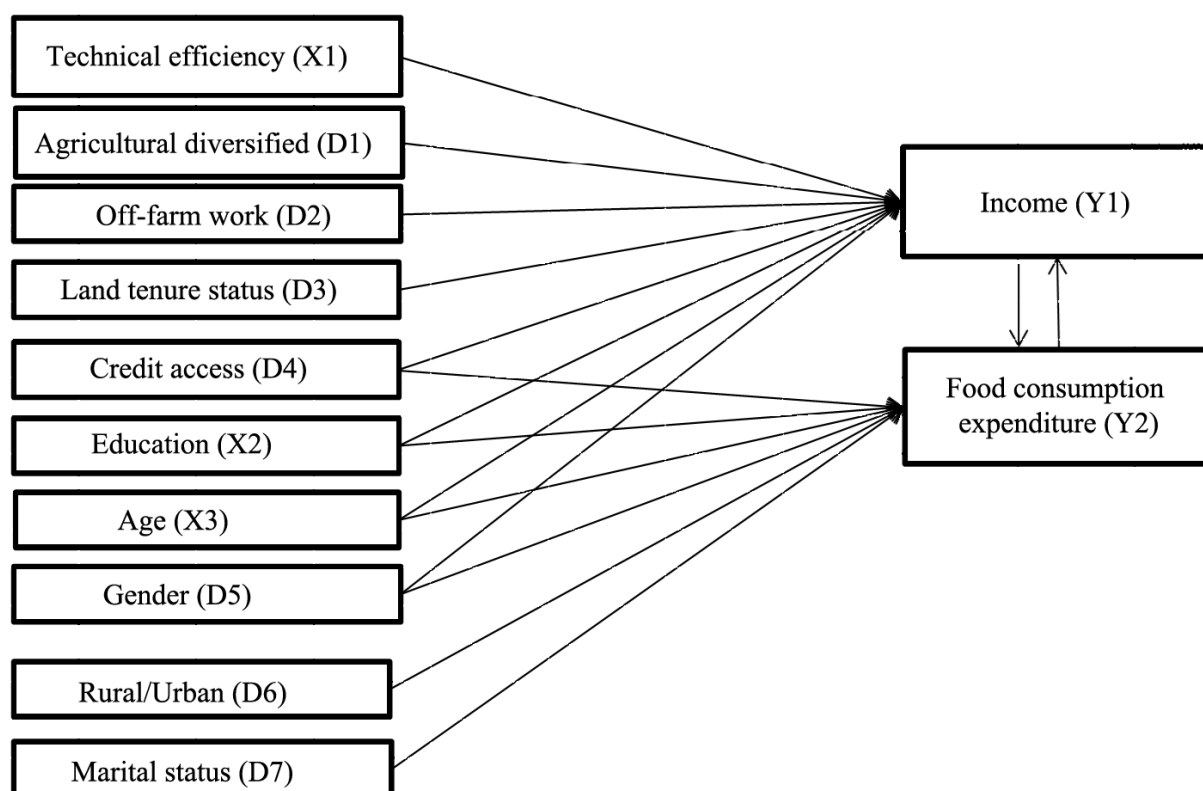 Technical efficiency (X1)
Agricultural diversified (D1)
Off-farm work (D2)
Land tenure status (D3)
Credit access (D4)
Education (X2)
Age (X3)
Gender (D5)
Rural/Urban (D6)
Marital status (D7)
Income (Y1)
Food consumption
expenditure (Y2)